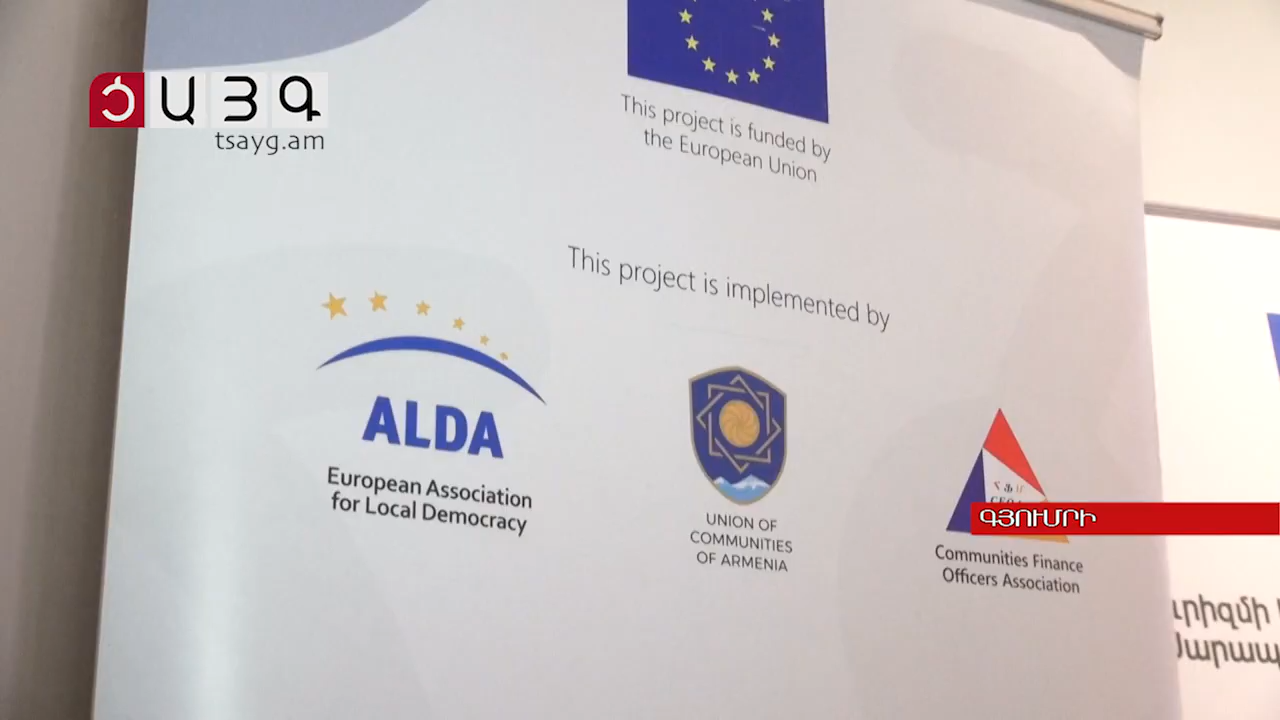 ԾԱՅԳ
tsayg.am
This project is funded by
the European Union
This project is implemented by
ALDA
European Association
for Local Democracy
UNION OF
COMMUNITIES
OF ARMENIA
ՀՖՄ
Communities Finance
Officers Association
ԳՅՈՒՄՐԻ